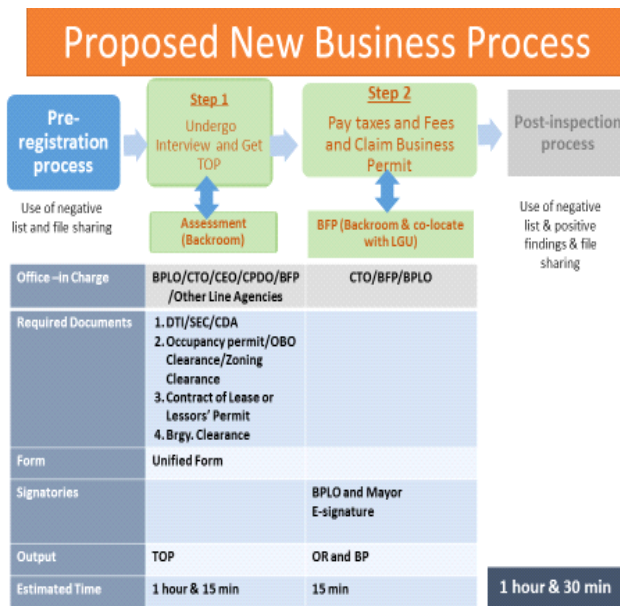 Proposed New Business Process
Pre-
registration
process
Use of negative
list and file sharing
Step 1
Undergo
Interview and Get
TOP
Assessment
(Backroom)
Step 2
Pay taxes and Fees
and Claim Business
Permit
BFP (Backroom & co-locate
with LGU)
Post-inspection
process
Use of negative
list & positive
findings & file
sharing
Office –in Charge
BPLO/CTO/CEO/CPDO/BFP
/Other Line Agencies
CTO/BFP/BPLO
Required Documents
1. DTI/SEC/CDA
2. Occupancy permit/OBO
Clearance/Zoning
Clearance
3. Contract of Lease or
Lessors’ Permit
4. Brgy. Clearance
Form
Unified Form
Signatories
BPLO and Mayor
E-signature
Output
TOP
OR and BP
Estimated Time
1 hour & 15 min
15 min
1 hour & 30 min